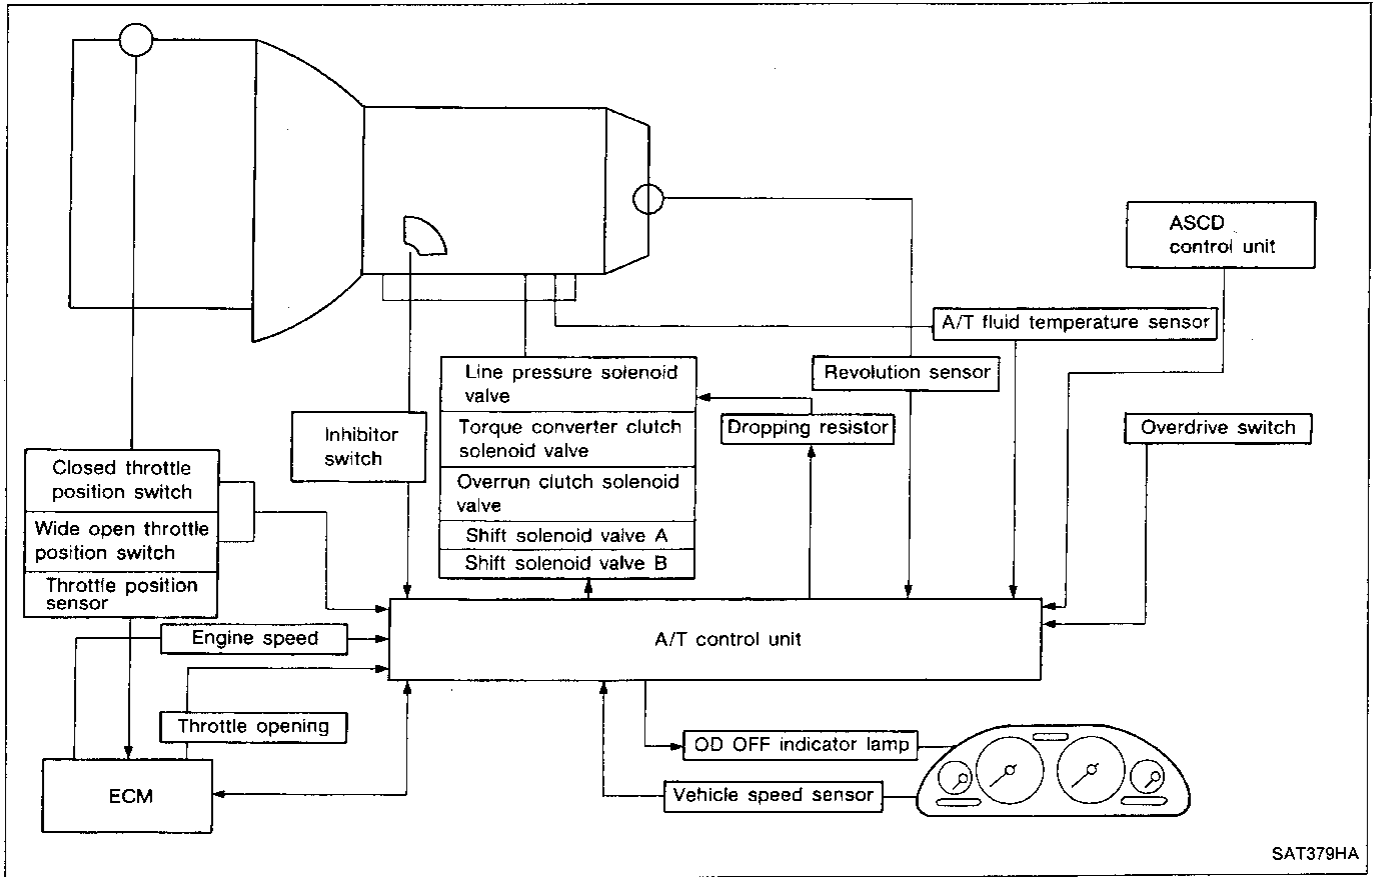 ASCD
control unit
A/T fluid temperature sensor
Line pressure solenoid
valve
Revolution sensor
Dropping resistor
Overdrive switch
Inhibitor
switch
Torque converter clutch
solenoid valve
Closed throttle
position switch
Overrun clutch solenoid
valve
Wide open throttle
position switch
Shift solenoid valve A
Shift solenoid valve B
Throttle position
sensor
Engine speed
A/T control unit
Throttle opening
OD OFF indicator lamp
ECM
Vehicle speed sensor
SAT379HA